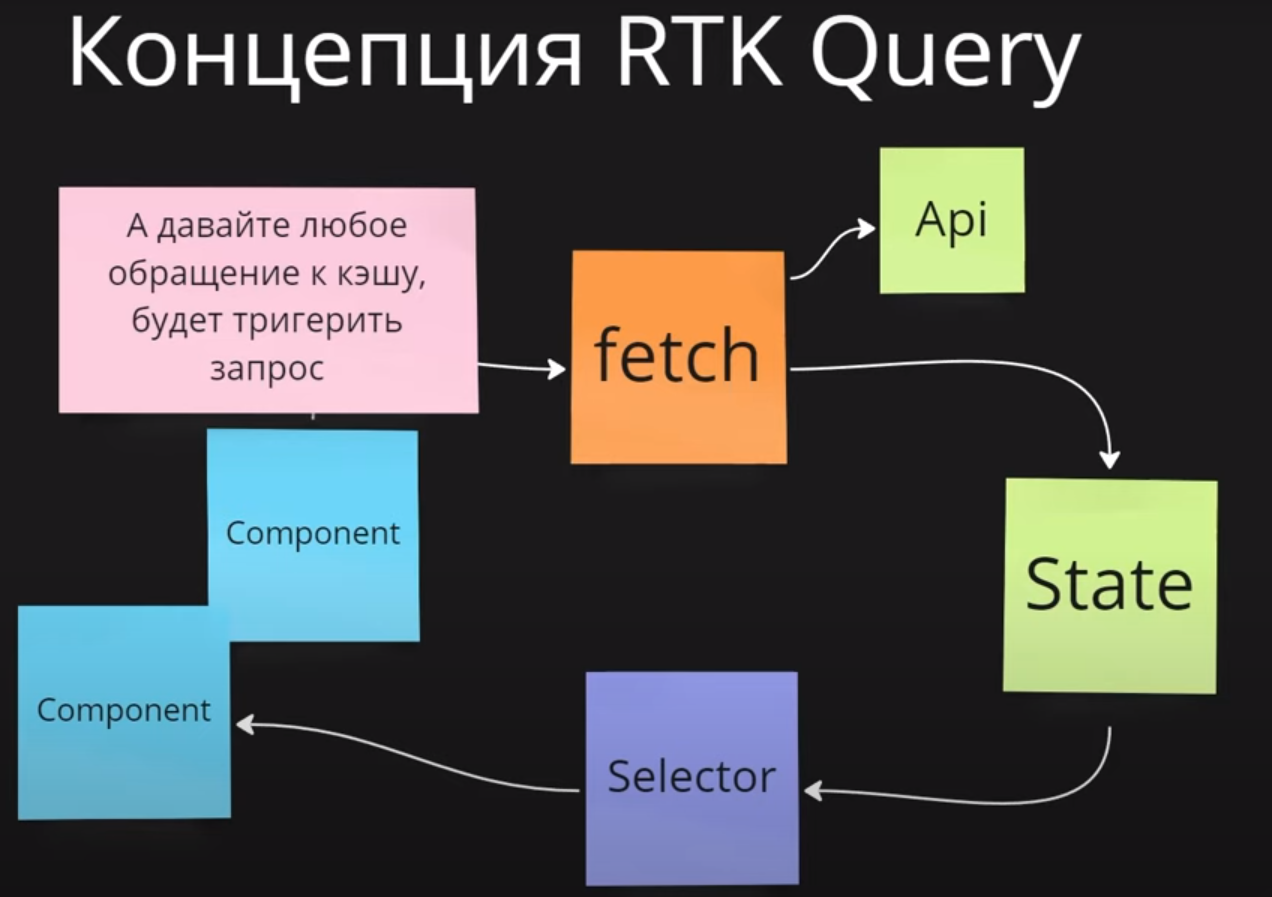 Концепция RTK Query
А давайте любое
обращение к кэшу,
будет тригерить
запрос
Api
fetch
Component
State
Component
Selector